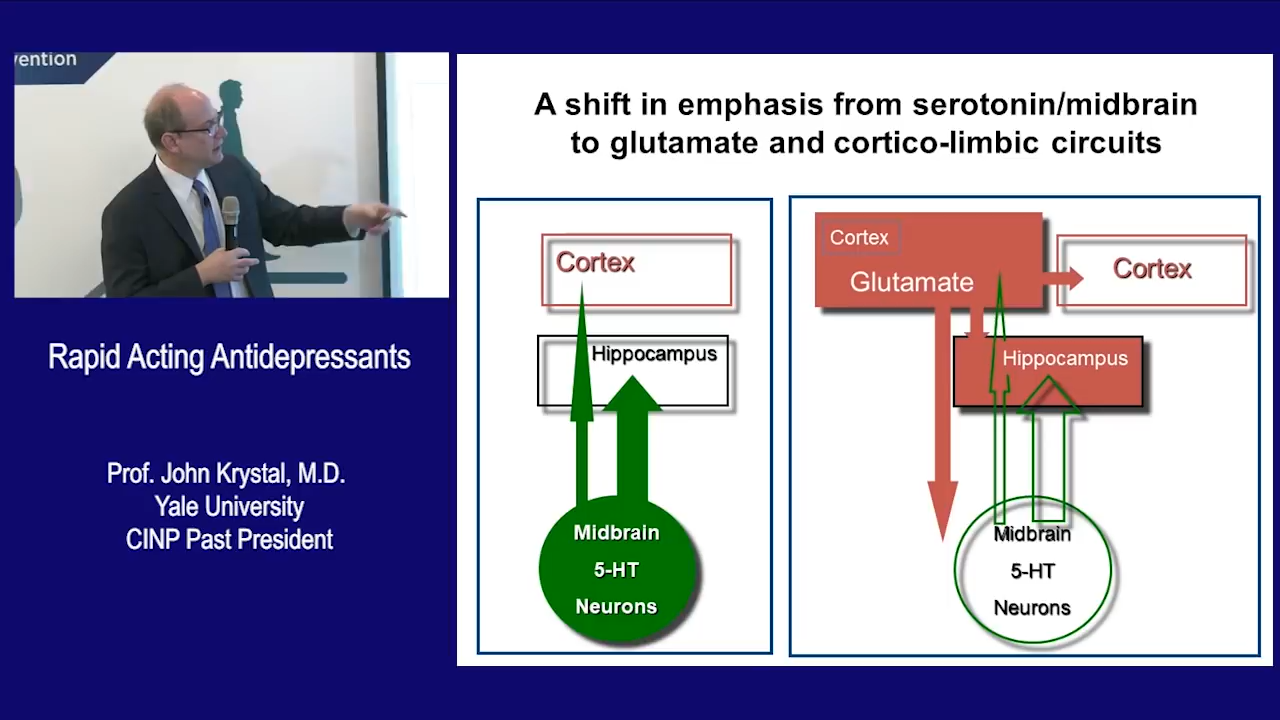 vention
Rapid Acting Antidepressants
Prof. John Krystal, M.D.
Yale University
CINP Past President
A shift in emphasis from serotonin/midbrain
to glutamate and cortico-limbic circuits
Cortex
Hippocampus
Midbrain
5-HT
Neurons
Cortex
Glutamate
Cortex
Hippocampus
Midbrain
5-HT
Neurons